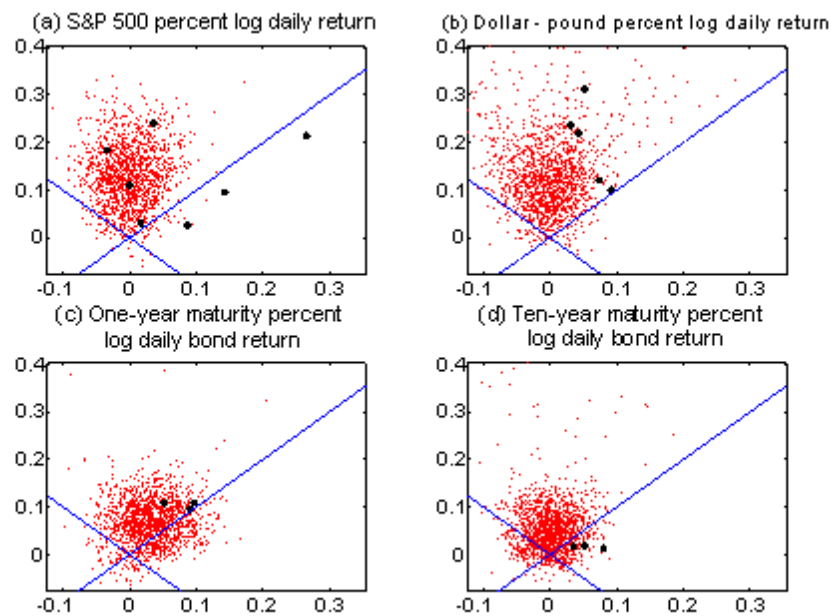 (a) S&P 500 percent log daily return
(b) Dollar - pound percent log daily return
0.4
0.3
0.2
0.1
0
-0.1 0 0.1 0.2 0.3
0.4
0.3
0.2
0.1
0
-0.1 0 0.1 0.2 0.3
(c) One-year maturity percent
log daily bond return
(d) Ten-year maturity percent
log daily bond return
0.4
0.3
0.2
0.1
0
-0.1 0 0.1 0.2 0.3
0.4
0.3
0.2
0.1
0
-0.1 0 0.1 0.2 0.3